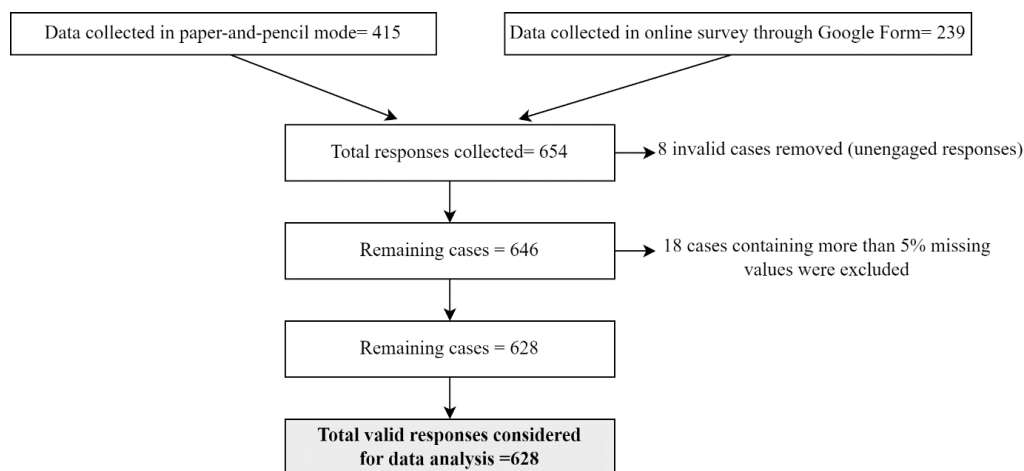 Data collected in paper-and-pencil mode= 415
Data collected in online survey through Google Form= 239
Total responses collected= 654
8 invalid cases removed (unengaged responses)
Remaining cases = 646
18 cases containing more than 5% missing
values were excluded
Remaining cases = 628
Total valid responses considered
for data analysis =628